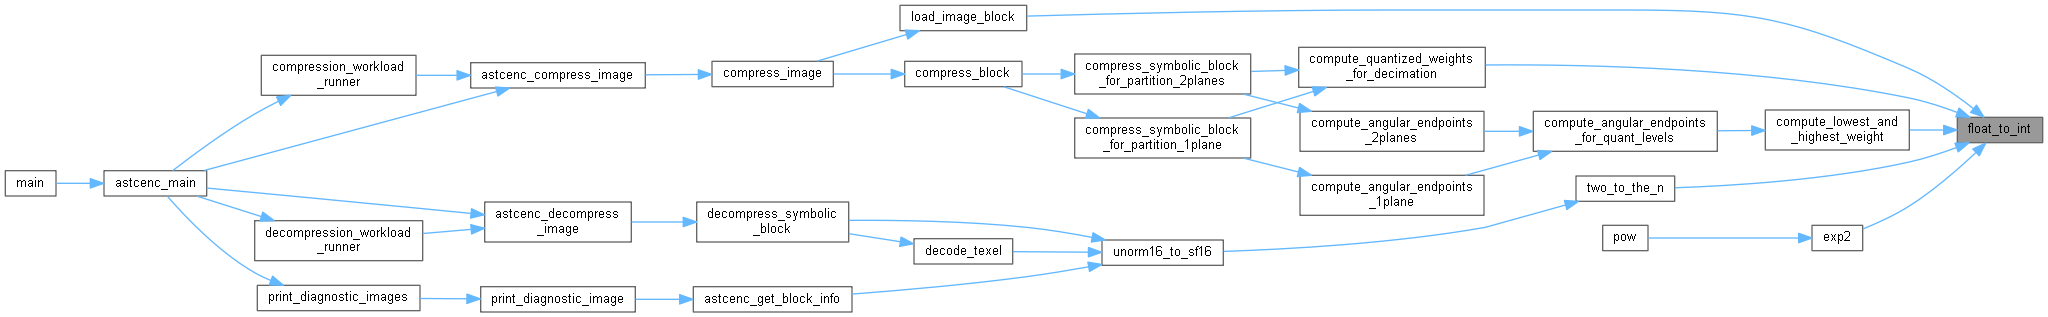 load_image_block
compression_workload
_runner
astcenc_compress_image
compress_image
compress_block
compress_symbolic_block
_for_partition_2planes
compute_quantized_weights
_for_decimation
compress_symbolic_block
_for_partition_1plane
compute_angular_endpoints
_2planes
compute_angular_endpoints
_for_quant_levels
compute_lowest_and
_highest_weight
float_to_int
main
astcenc_main
compute_angular_endpoints
_1plane
two_to_the_n
decompression_workload
_runner
astcenc_decompress
_image
decompress_symbolic
_block
decode_texel
unorm16_to_sf16
pow
exp2
print_diagnostic_images
print_diagnostic_image
astcenc_get_block_info